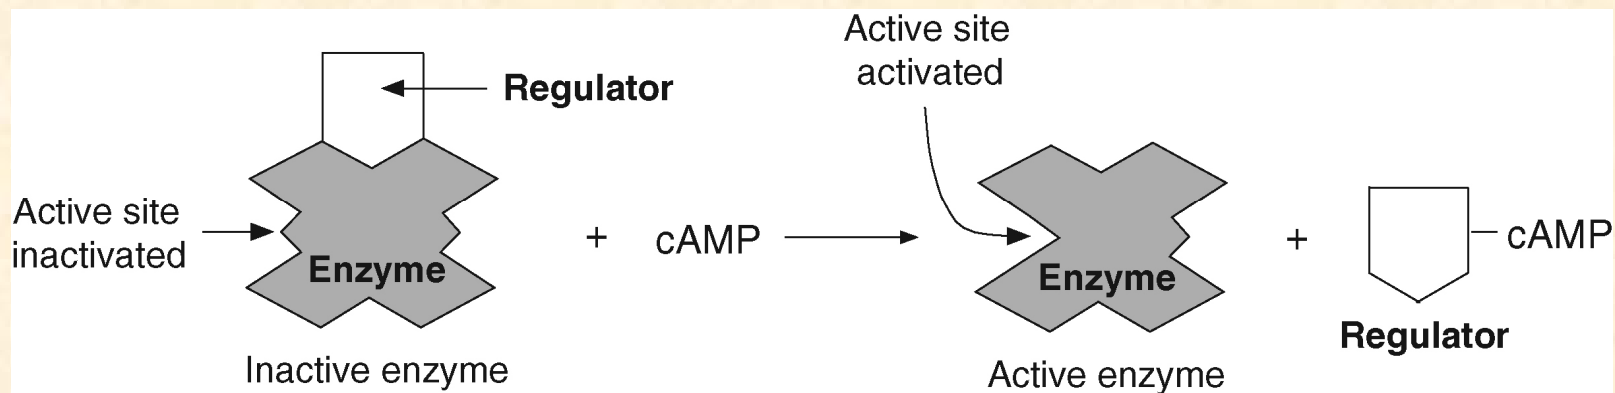 Active site
activated
Regulator
Active site
inactivated
Enzyme
+ cAMP
Enzyme
+
cAMP
Regulator
Inactive enzyme
Active enzyme